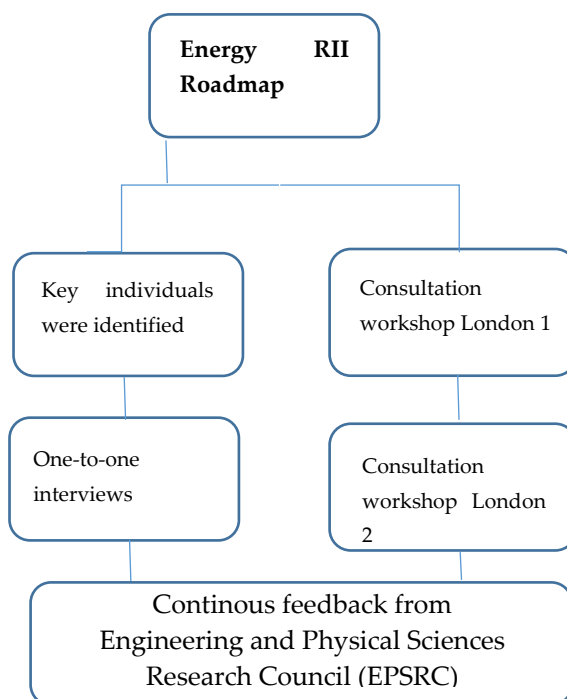 Energy RII
Roadmap
Key individuals
were identified
Consultation
workshop London 1
One-to-one
interviews
Consultation
workshop London
2
Continous feedback from
Engineering and Physical Sciences
Research Council (EPSRC)